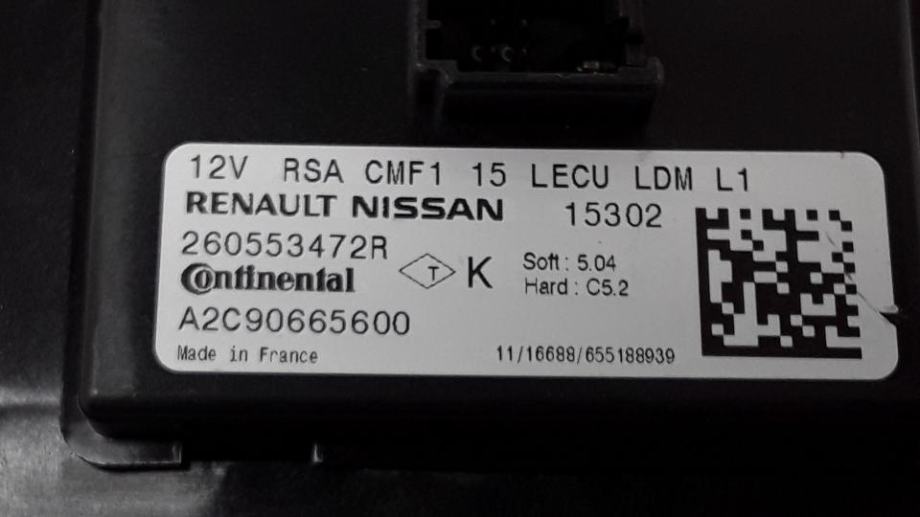 12V RSA CMF1 15 LECU LDM L1
RENAULT NISSAN 15302
260553472R
Continental T K Soft : 5.04
Hard : C5.2
A2C90665600
Made in France 11/16688/655188939